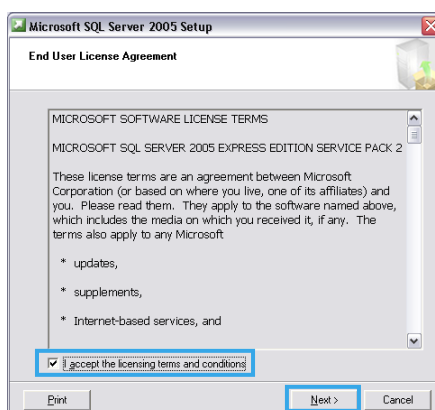 Microsoft SQL Server 2005 Setup
End User License Agreement
MICROSOFT SOFTWARE LICENSE TERMS
MICROSOFT SQL SERVER 2005 EXPRESS EDITION SERVICE PACK 2
These license terms are an agreement between Microsoft
Corporation (or based on where you live, one of its affiliates) and
you. Please read them. They apply to the software named above,
which includes the media on which you received it, if any. The
terms also apply to any Microsoft
* updates,
* supplements,
* Internet-based services, and
I accept the licensing terms and conditions
Print
Next >
Cancel